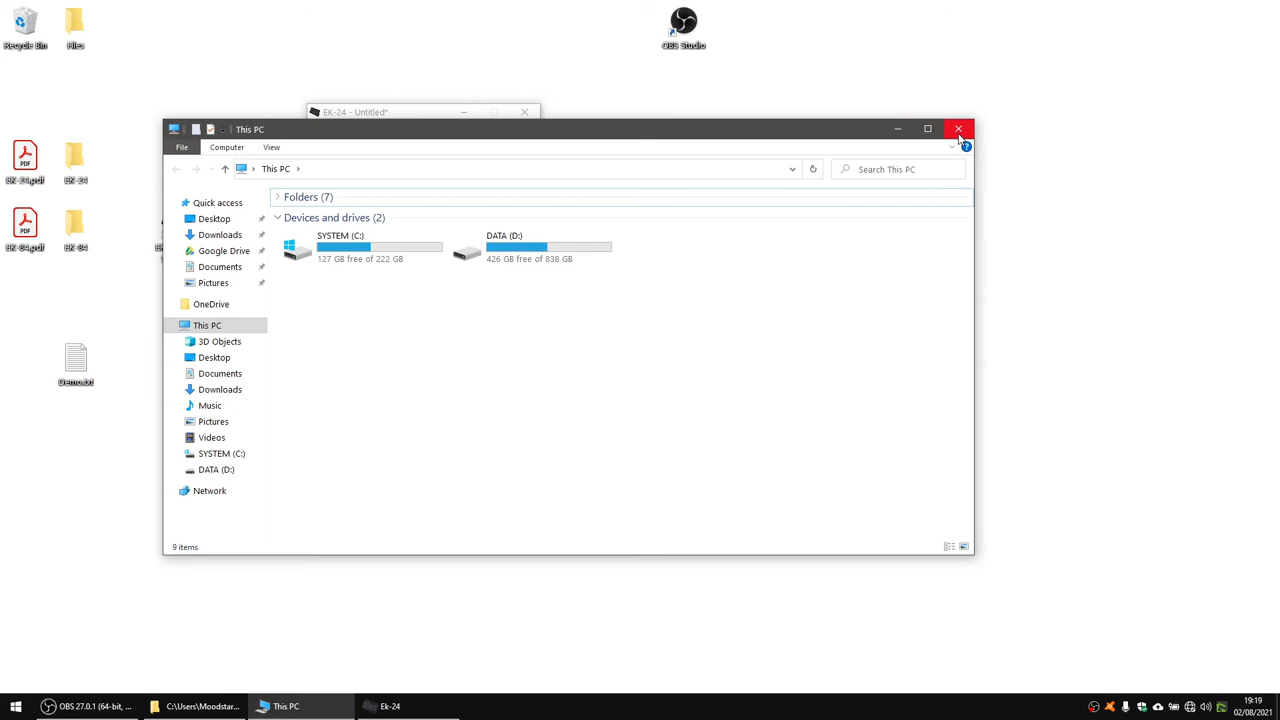 Recycle Bin
Files
OBS Studio
EK-24 - Untitled*
This PC
File
Computer
View
This PC
Search This PC
EK-24.pdf
EK-24
EK-84.pdf
EK-84
Demo.txt
Quick access
Desktop
Downloads
Google Drive
Documents
Pictures
OneDrive
This PC
3D Objects
Desktop
Documents
Downloads
Music
Pictures
Videos
SYSTEM (C:)
DATA (D:)
Network
Folders (7)
Devices and drives (2)
SYSTEM (C:)
127 GB free of 222 GB
DATA (D:)
426 GB free of 838 GB
9 items
OBS 27.0.1 (64-bit, ...
C:\Users\Moodstar...
This PC
Ek-24
19:19
02/08/2021